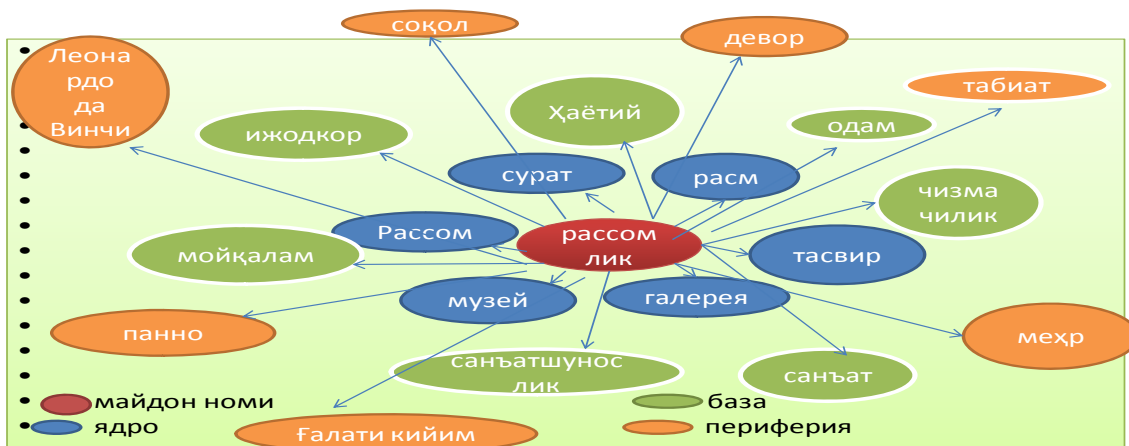 соқол
девор
Леона
рдо
да
Винчи
табиат
Ҳаётий
одам
ижодкор
сурат
расм
чизма
чилик
Рассом
рассом
лик
мойқалам
тасвир
музей
галерея
панно
меҳр
санъатшунос
лик
санъат
майдон номи
база
ядро
периферия
Ғалати кийим